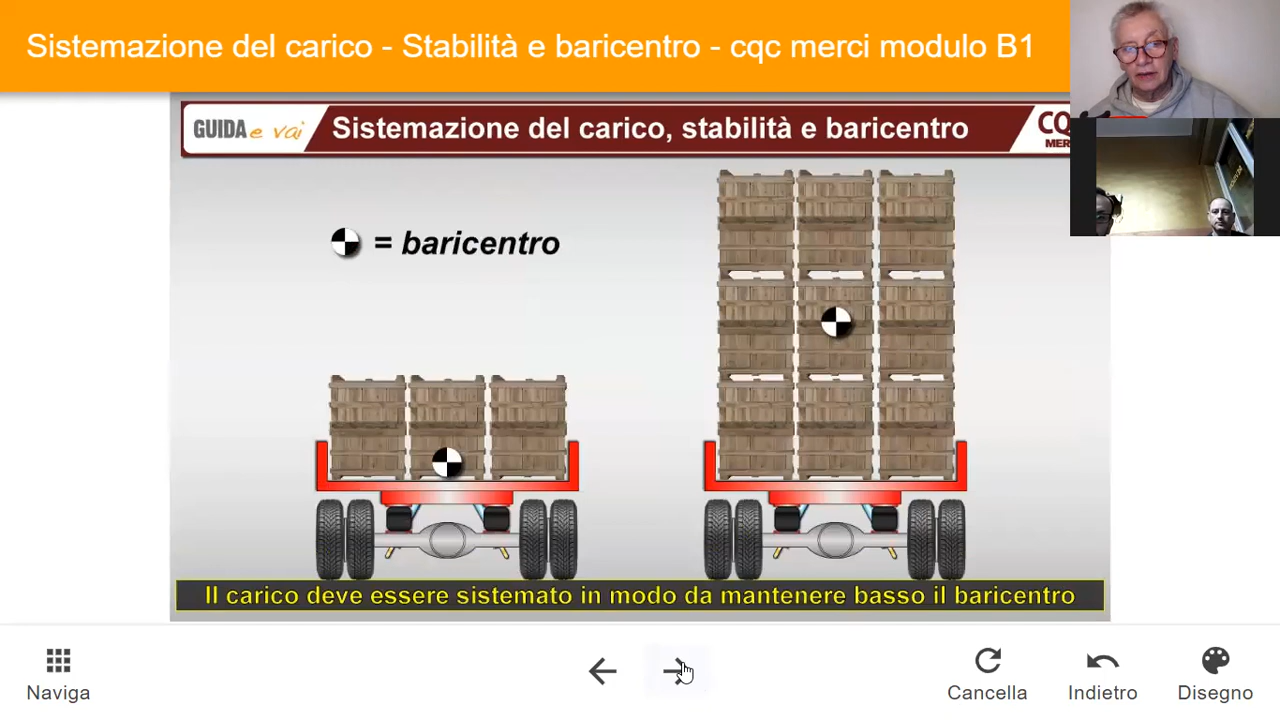 Sistemazione del carico - Stabilità e baricentro - cqc merci modulo B1
GUIDA e vai
Sistemazione del carico, stabilità e baricentro
= baricentro
Il carico deve essere sistemato in modo da mantenere basso il baricentro
Naviga
Cancella
Indietro
Disegno